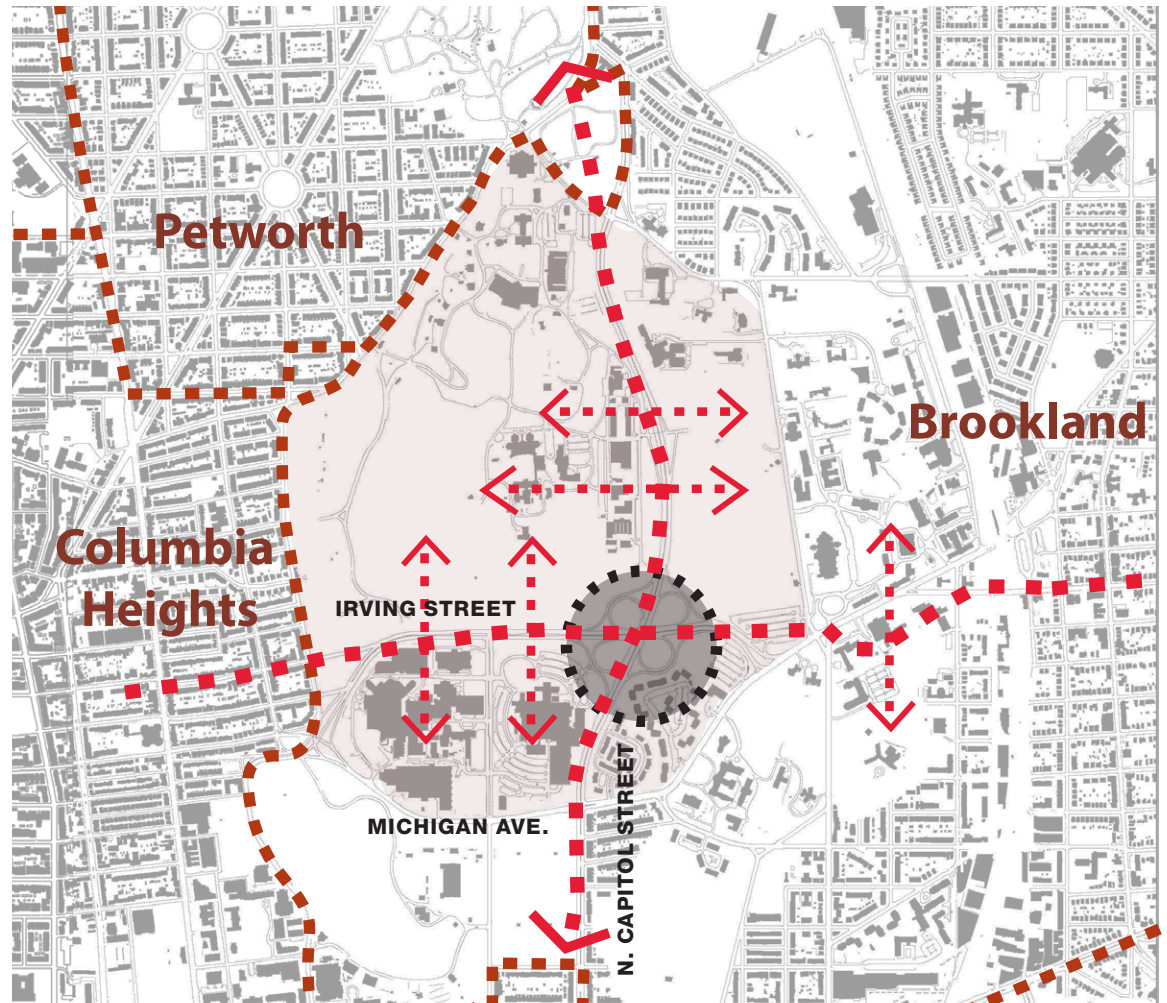 Petworth
Brookland
Columbia
Heights
IRVING STREET
MICHIGAN AVE.
N. CAPITOL STREET